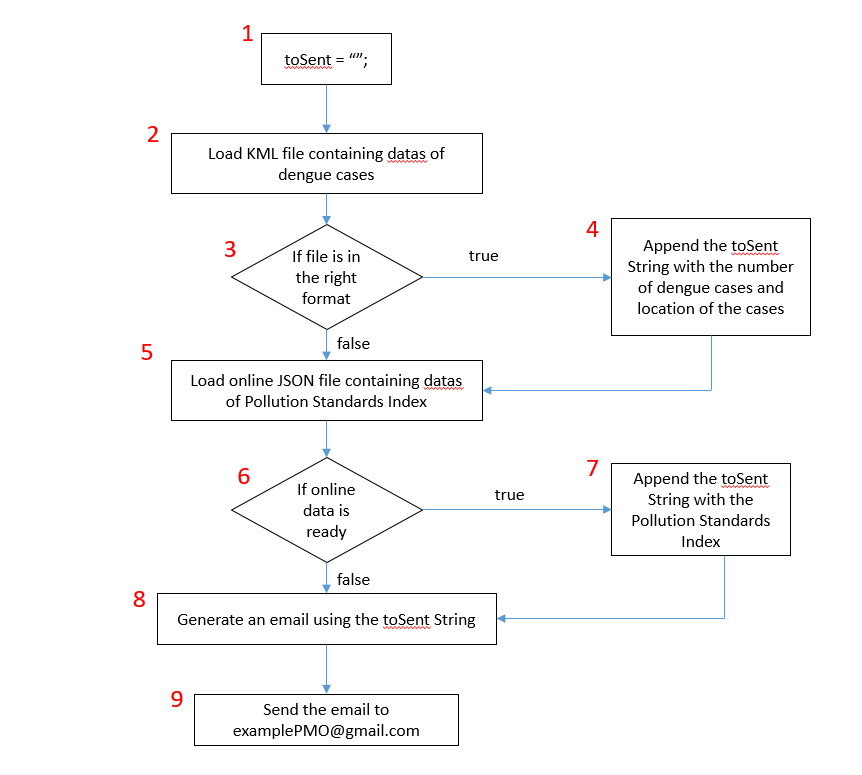 1
toSent = “”;
2
Load KML file containing datas of
dengue cases
3
If file is in
the right
format
true
4
Append the toSent
String with the number
of dengue cases and
location of the cases
false
5
Load online JSON file containing datas
of Pollution Standards Index
6
If online
data is
ready
true
7
Append the toSent
String with the
Pollution Standards
Index
false
8
Generate an email using the toSent String
9
Send the email to
examplePMO@gmail.com